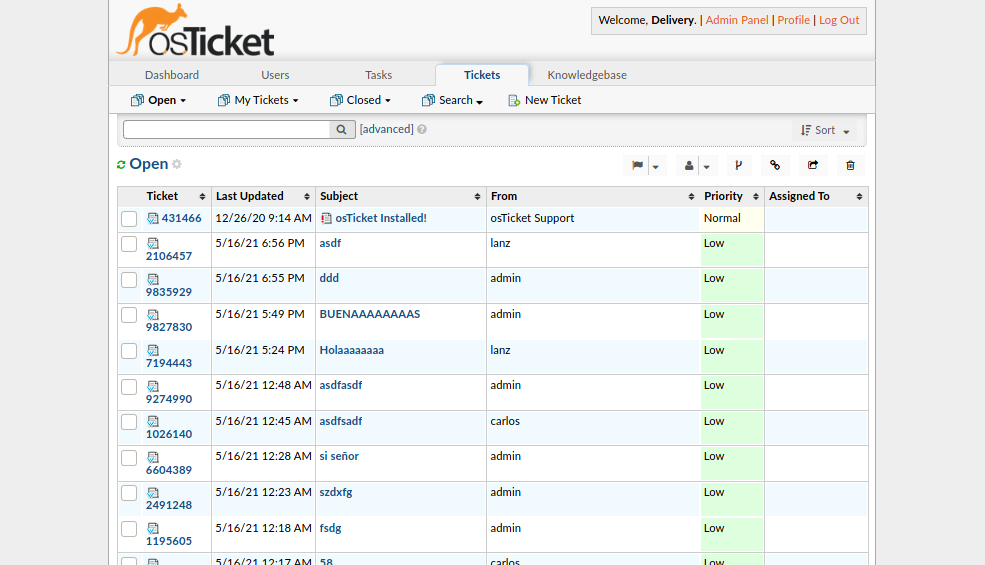 osTicket
Welcome, Delivery. | Admin Panel | Profile | Log Out
Dashboard Users Tasks Tickets Knowledgebase
Open My Tickets Closed Search New Ticket
[advanced] Sort
Open
Ticket Last Updated Subject From Priority Assigned To
431466 12/26/20 9:14 AM osTicket Installed! osTicket Support Normal
2106457 5/16/21 6:56 PM asdf lanz Low
9835929 5/16/21 6:55 PM ddd admin Low
9827830 5/16/21 5:49 PM BUENAAAAAAAAS admin Low
7194443 5/16/21 5:24 PM Holaaaaaaaa lanz Low
9274990 5/16/21 12:48 AM asdfasdf admin Low
1026140 5/16/21 12:45 AM asdfsadf carlos Low
6604389 5/16/21 12:28 AM si señor admin Low
2491248 5/16/21 12:23 AM szdxfg admin Low
1195605 5/16/21 12:18 AM fsdg admin Low
5/16/21 12:17 AM 58 carlos Low